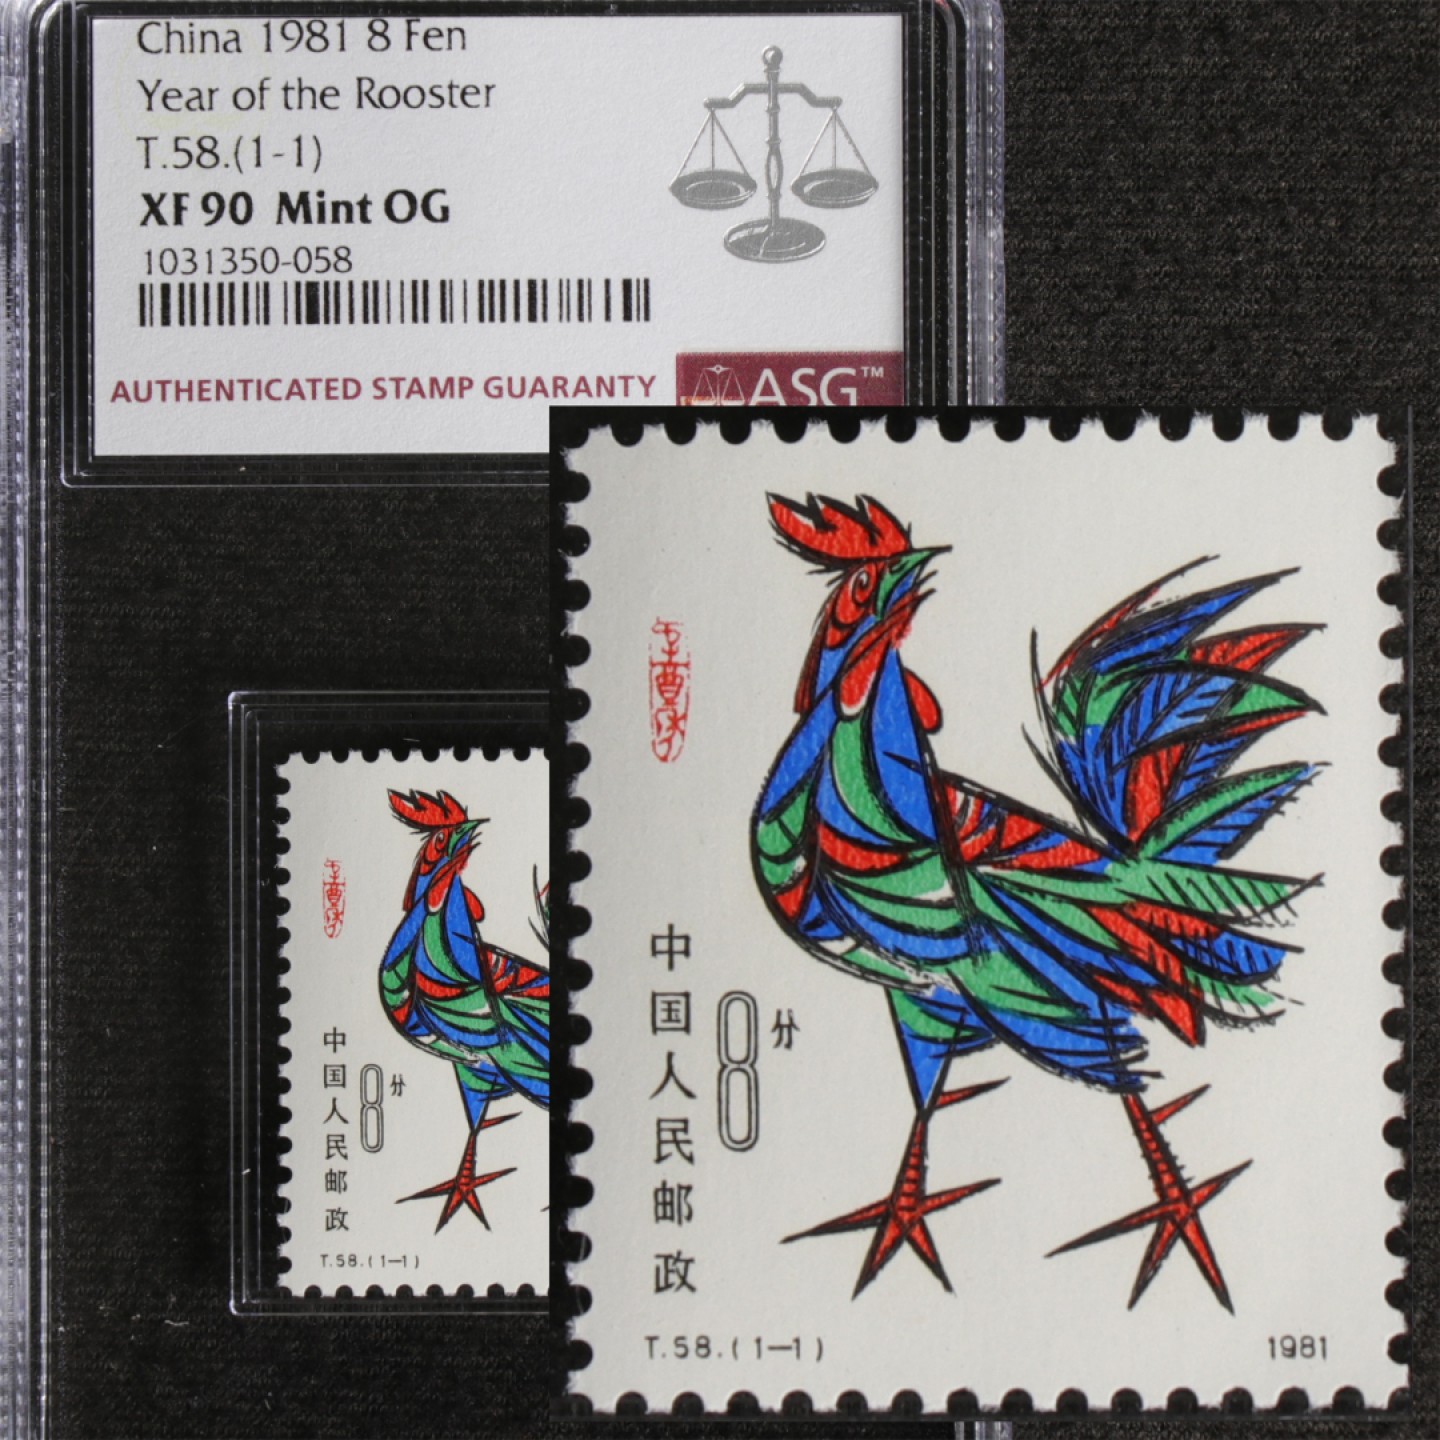 China 1981 8 Fen
Year of the Rooster
T.58.(1-1)
XF 90 Mint OG
1031350-058
AUTHENTICATED STAMP GUARANTY
ASG™
中国人民邮政
8分
T.58.(1—1)
中国人民邮政
8分
T.58.(1—1)
1981